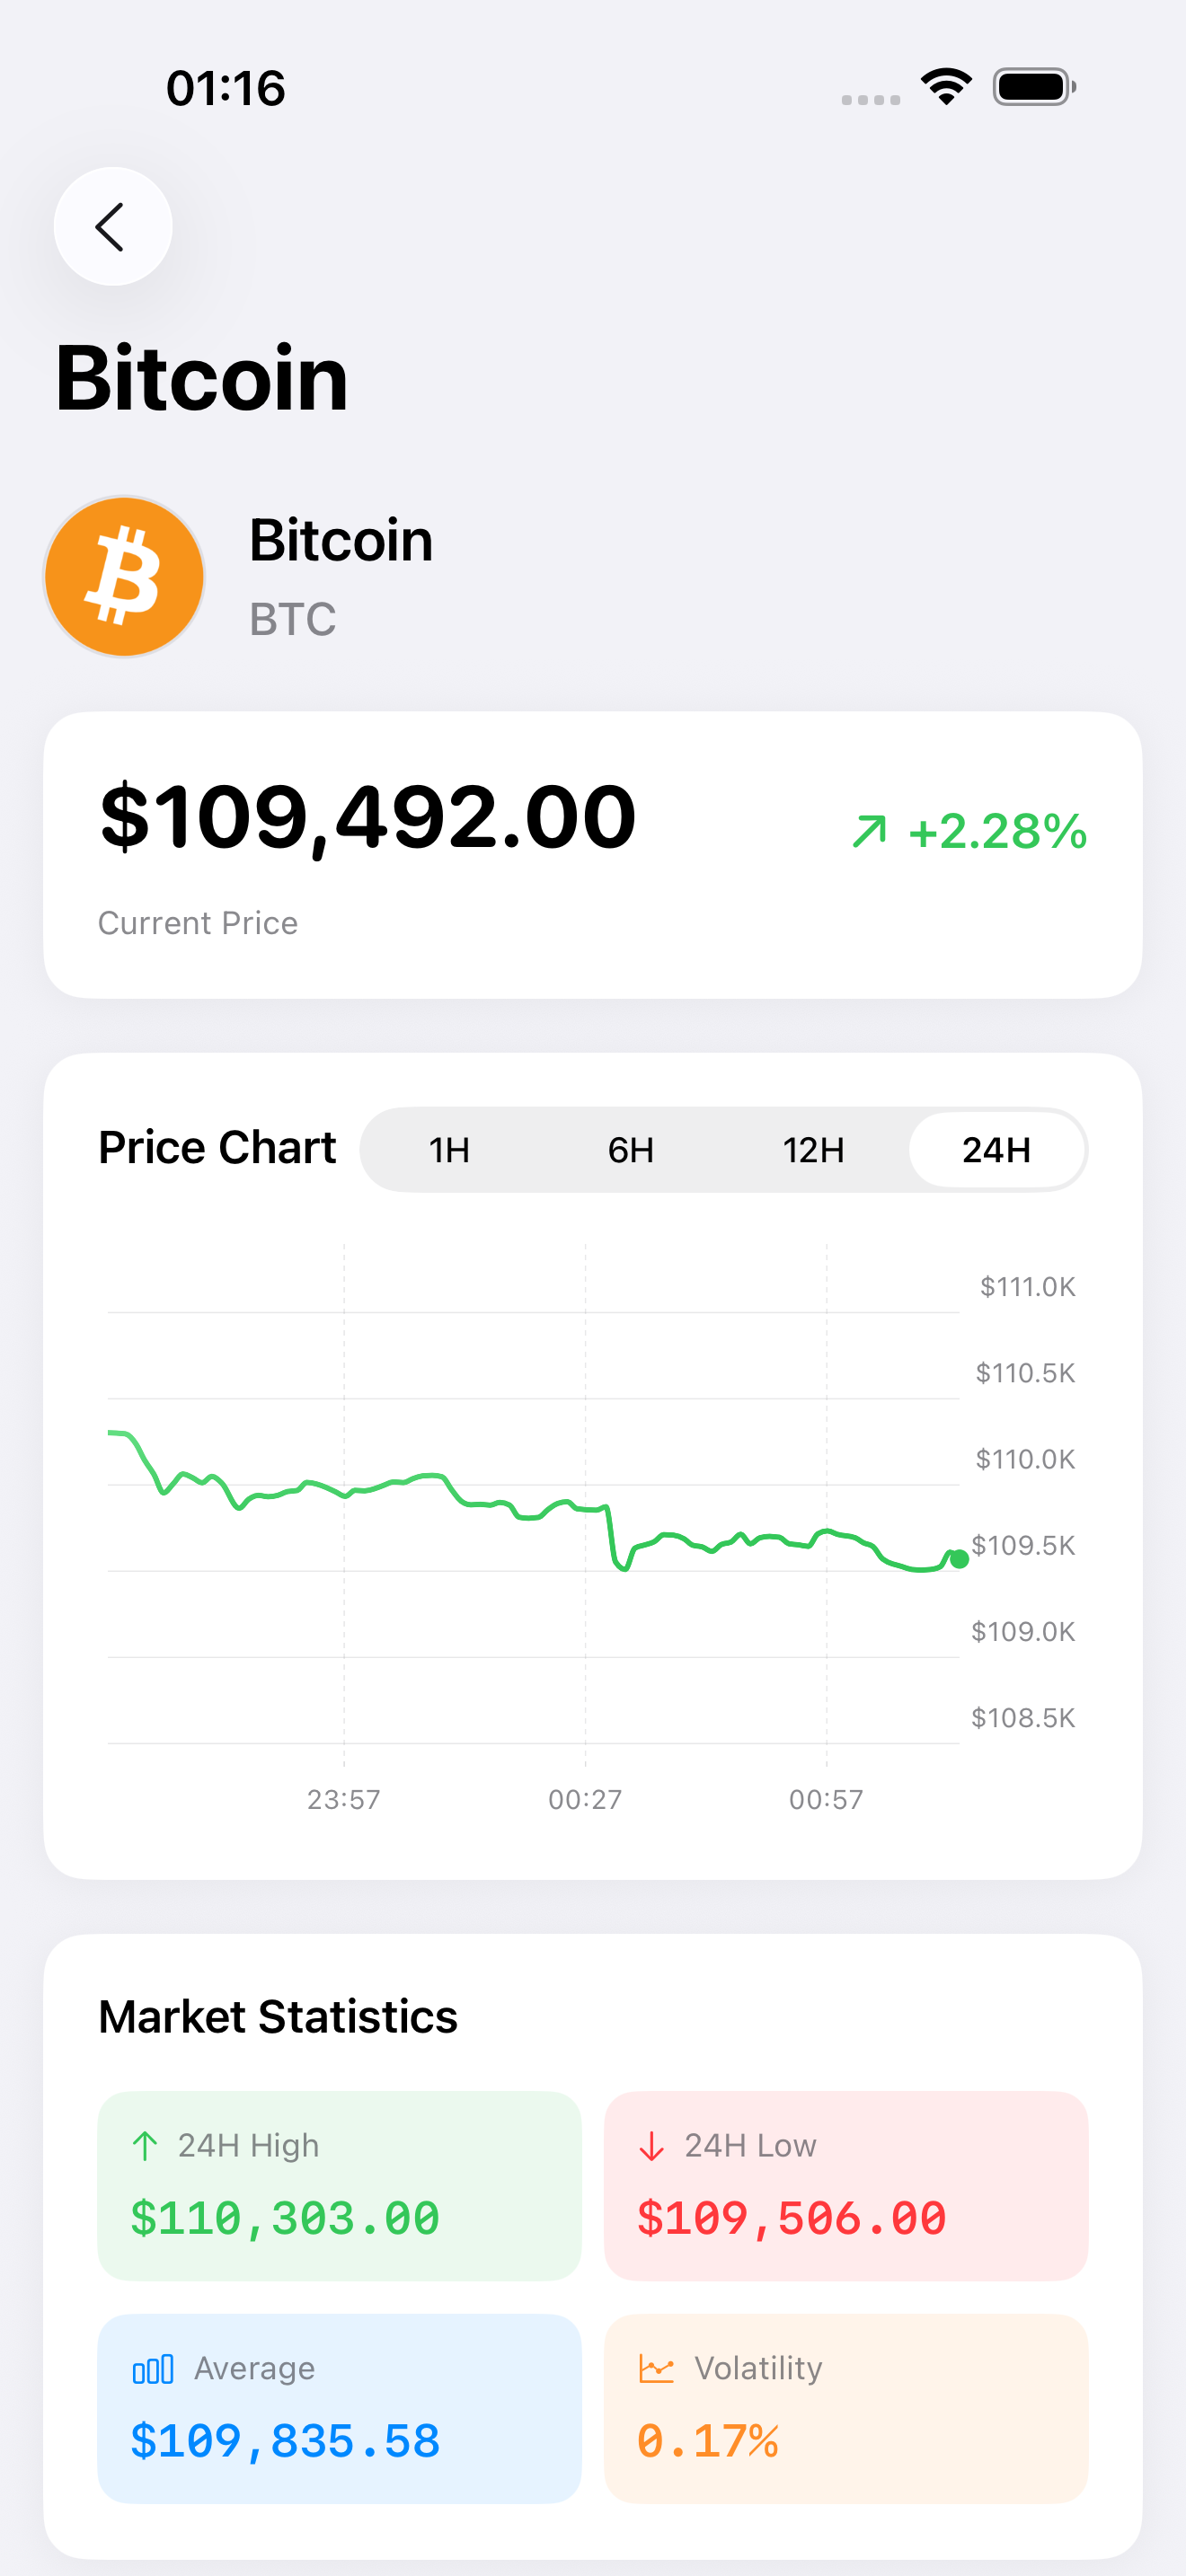 01:16
Bitcoin
Bitcoin
BTC
$109,492.00
+2.28%
Current Price
Price Chart
1H 6H 12H 24H
$111.0K
$110.5K
$110.0K
$109.5K
$109.0K
$108.5K
23:57 00:27 00:57
Market Statistics
24H High
$110,303.00
24H Low
$109,506.00
Average
$109,835.58
Volatility
0.17%